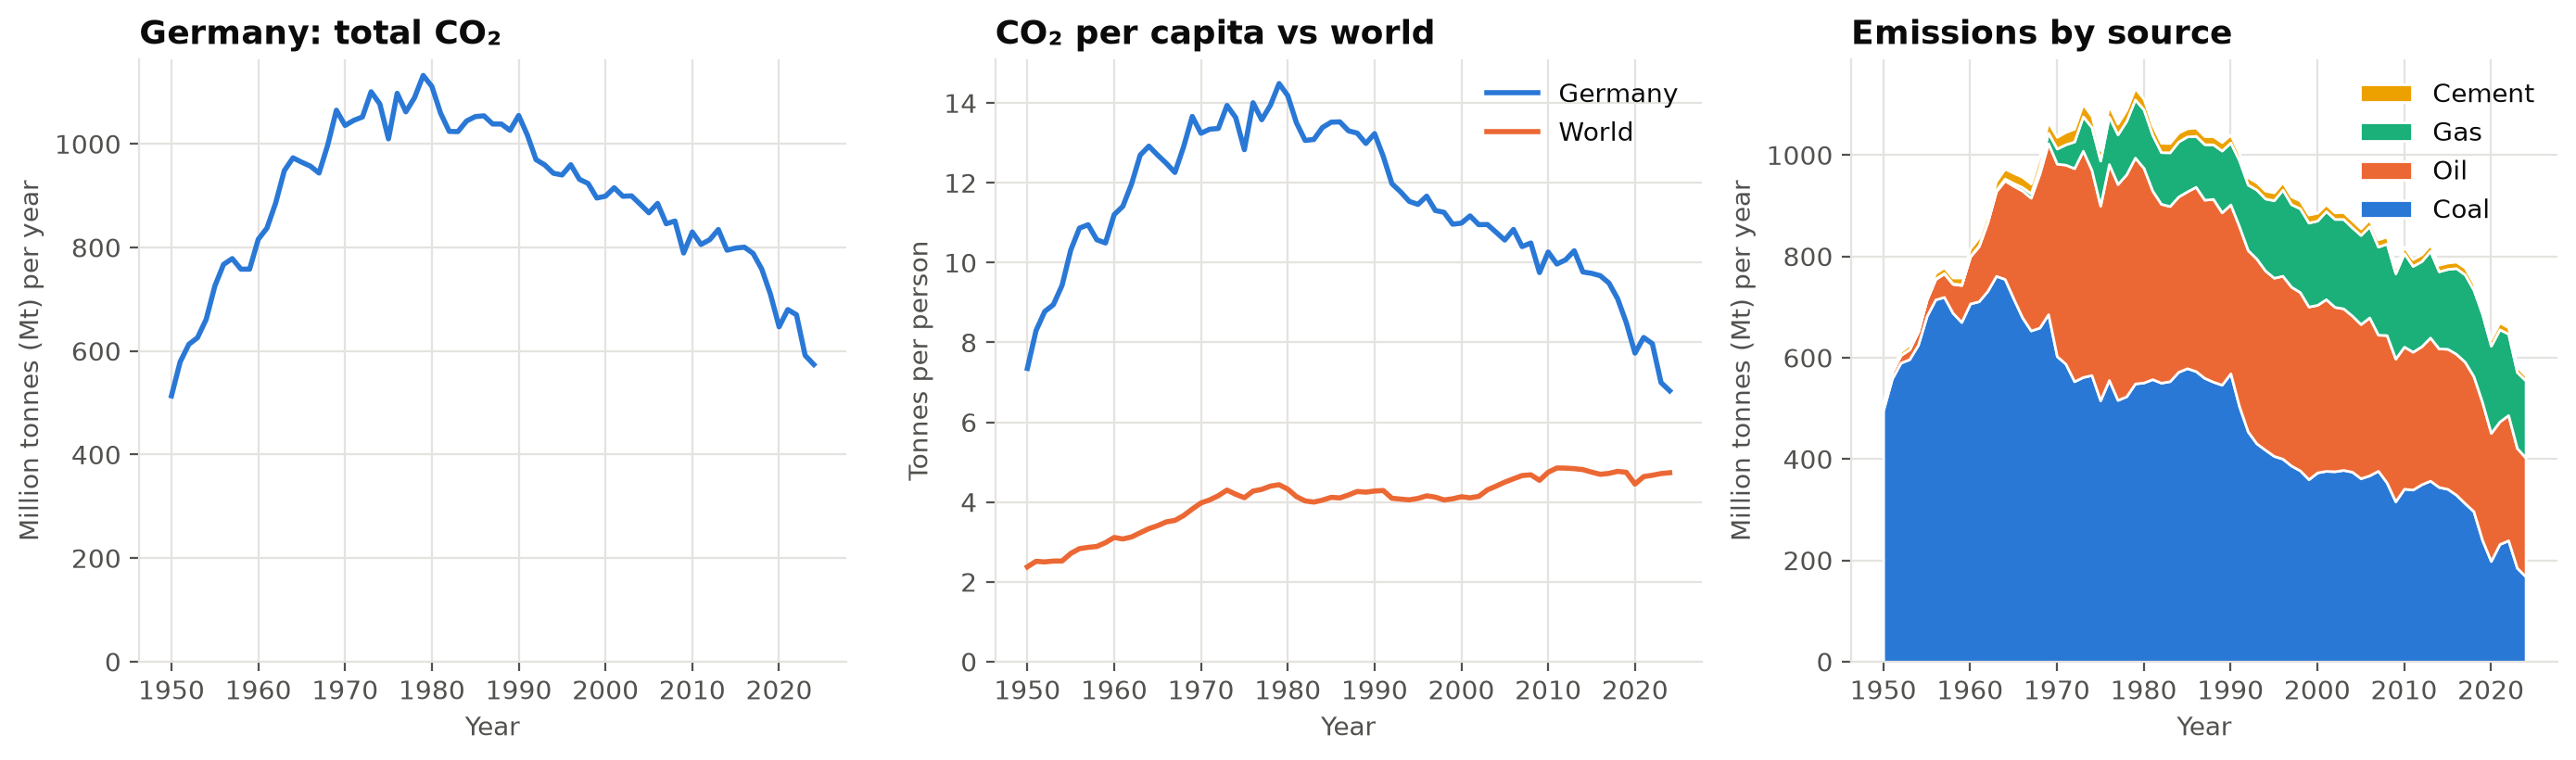 Germany: total CO₂
Million tonnes (Mt) per year
1000
800
600
400
200
0
1950 1960 1970 1980 1990 2000 2010 2020
Year
CO₂ per capita vs world
Tonnes per person
14
12
10
8
6
4
2
0
Germany
World
1950 1960 1970 1980 1990 2000 2010 2020
Year
Emissions by source
Million tonnes (Mt) per year
1000
800
600
400
200
0
Cement
Gas
Oil
Coal
1950 1960 1970 1980 1990 2000 2010 2020
Year